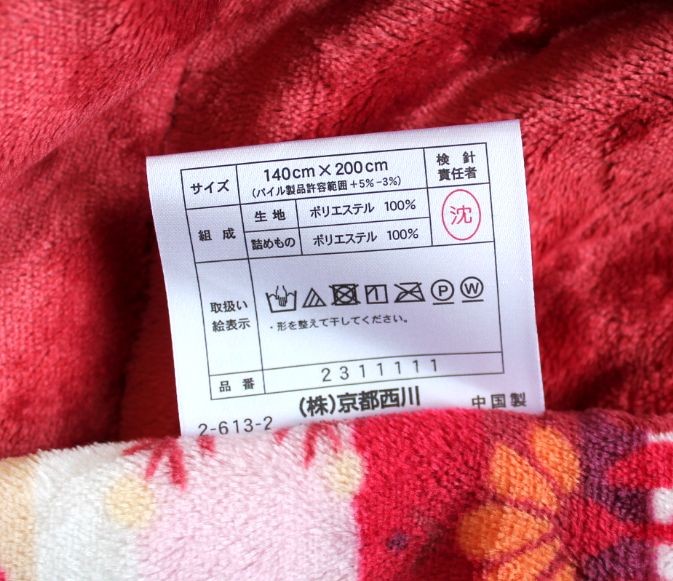 サイズ 140cm×200cm 検針
(パイル製品許容範囲+5%-3%) 責任者
組成 生地 ポリエステル 100% 沈
詰めもの ポリエステル 100%
取扱い
絵表示
1 P W
・形を整えて干してください。
品番 2311111
(株)京都西川 中国製
2-613-2